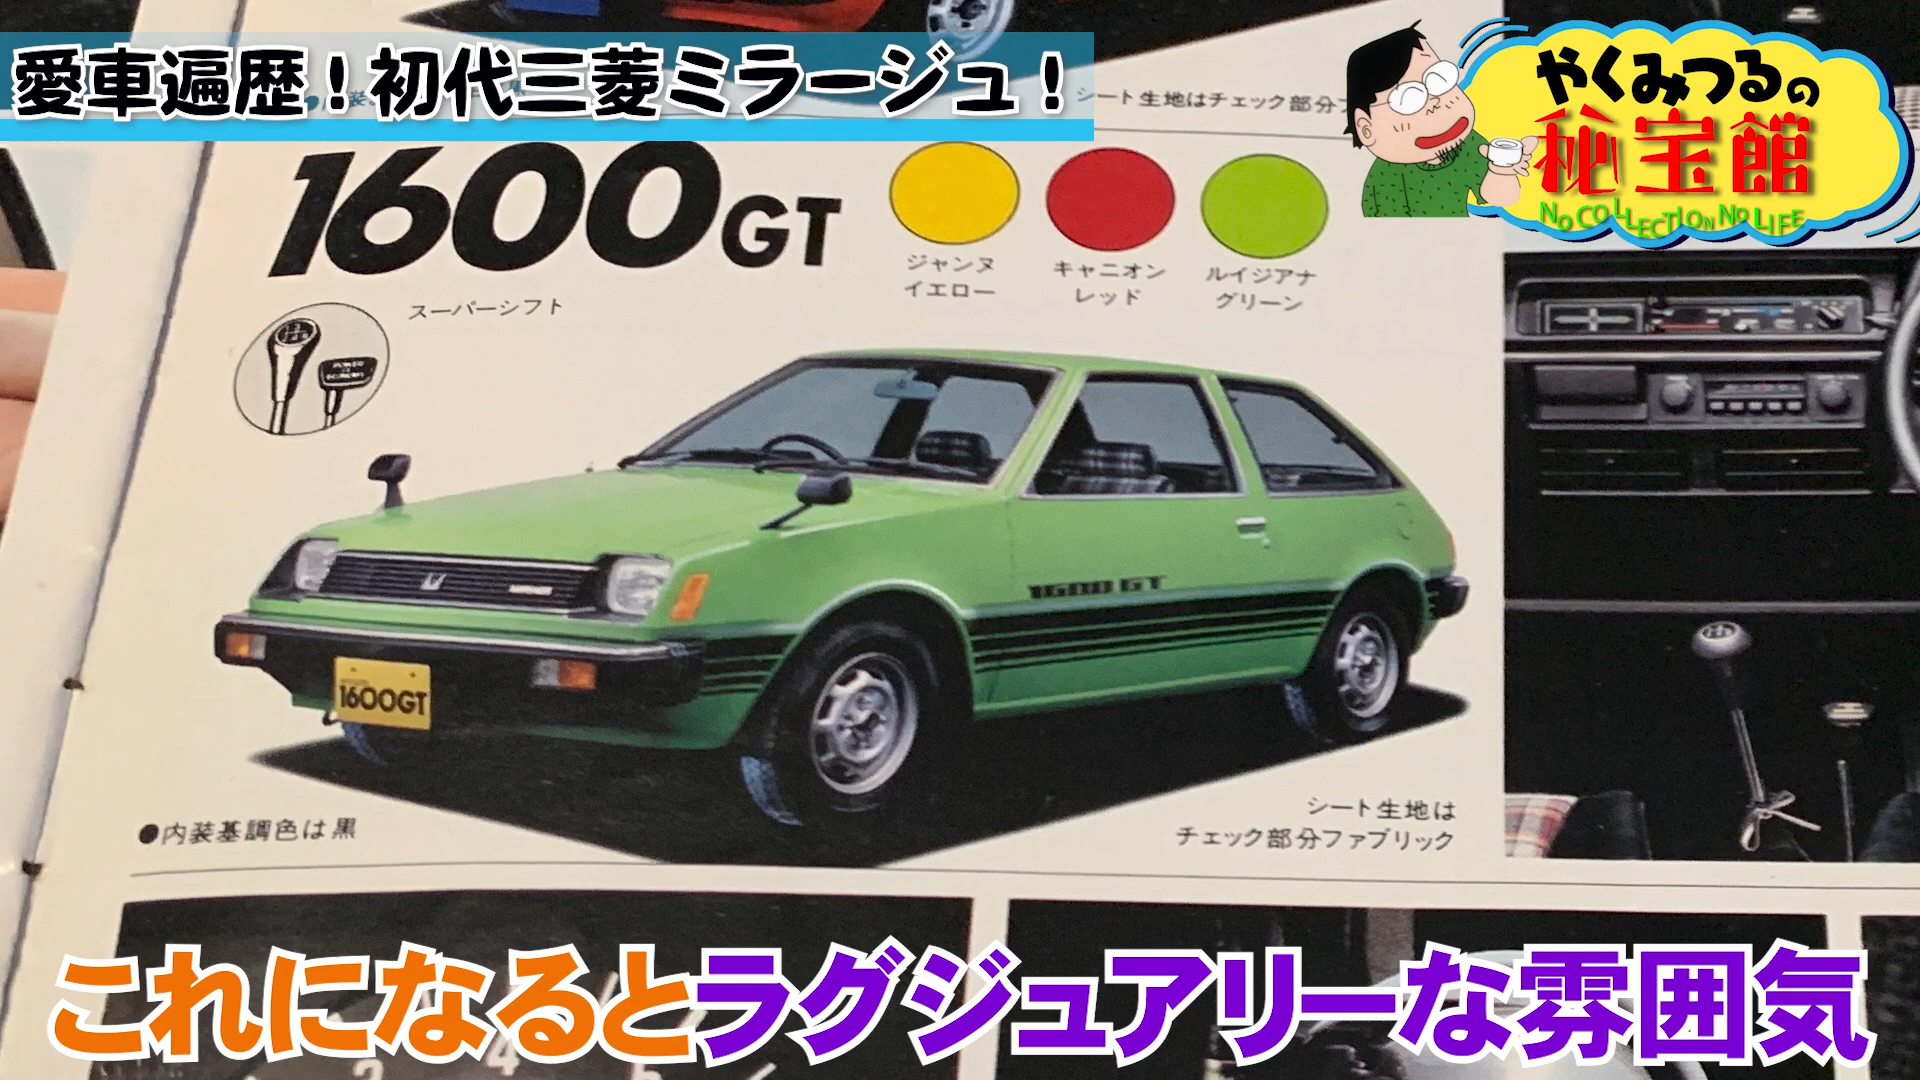 愛車遍歴！初代三菱ミラージュ！
シート生地はチェック部分フ
やくみつるの
秘宝館
NO COLLECTION NO LIFE
1600GT
ジャンヌ
イエロー
キャニオン
レッド
ルイジアナ
グリーン
スーパーシフト
1600 GT
1600GT
●内装基調色は黒
シート生地は
チェック部分ファブリック
これになるとラグジュアリーな雰囲気